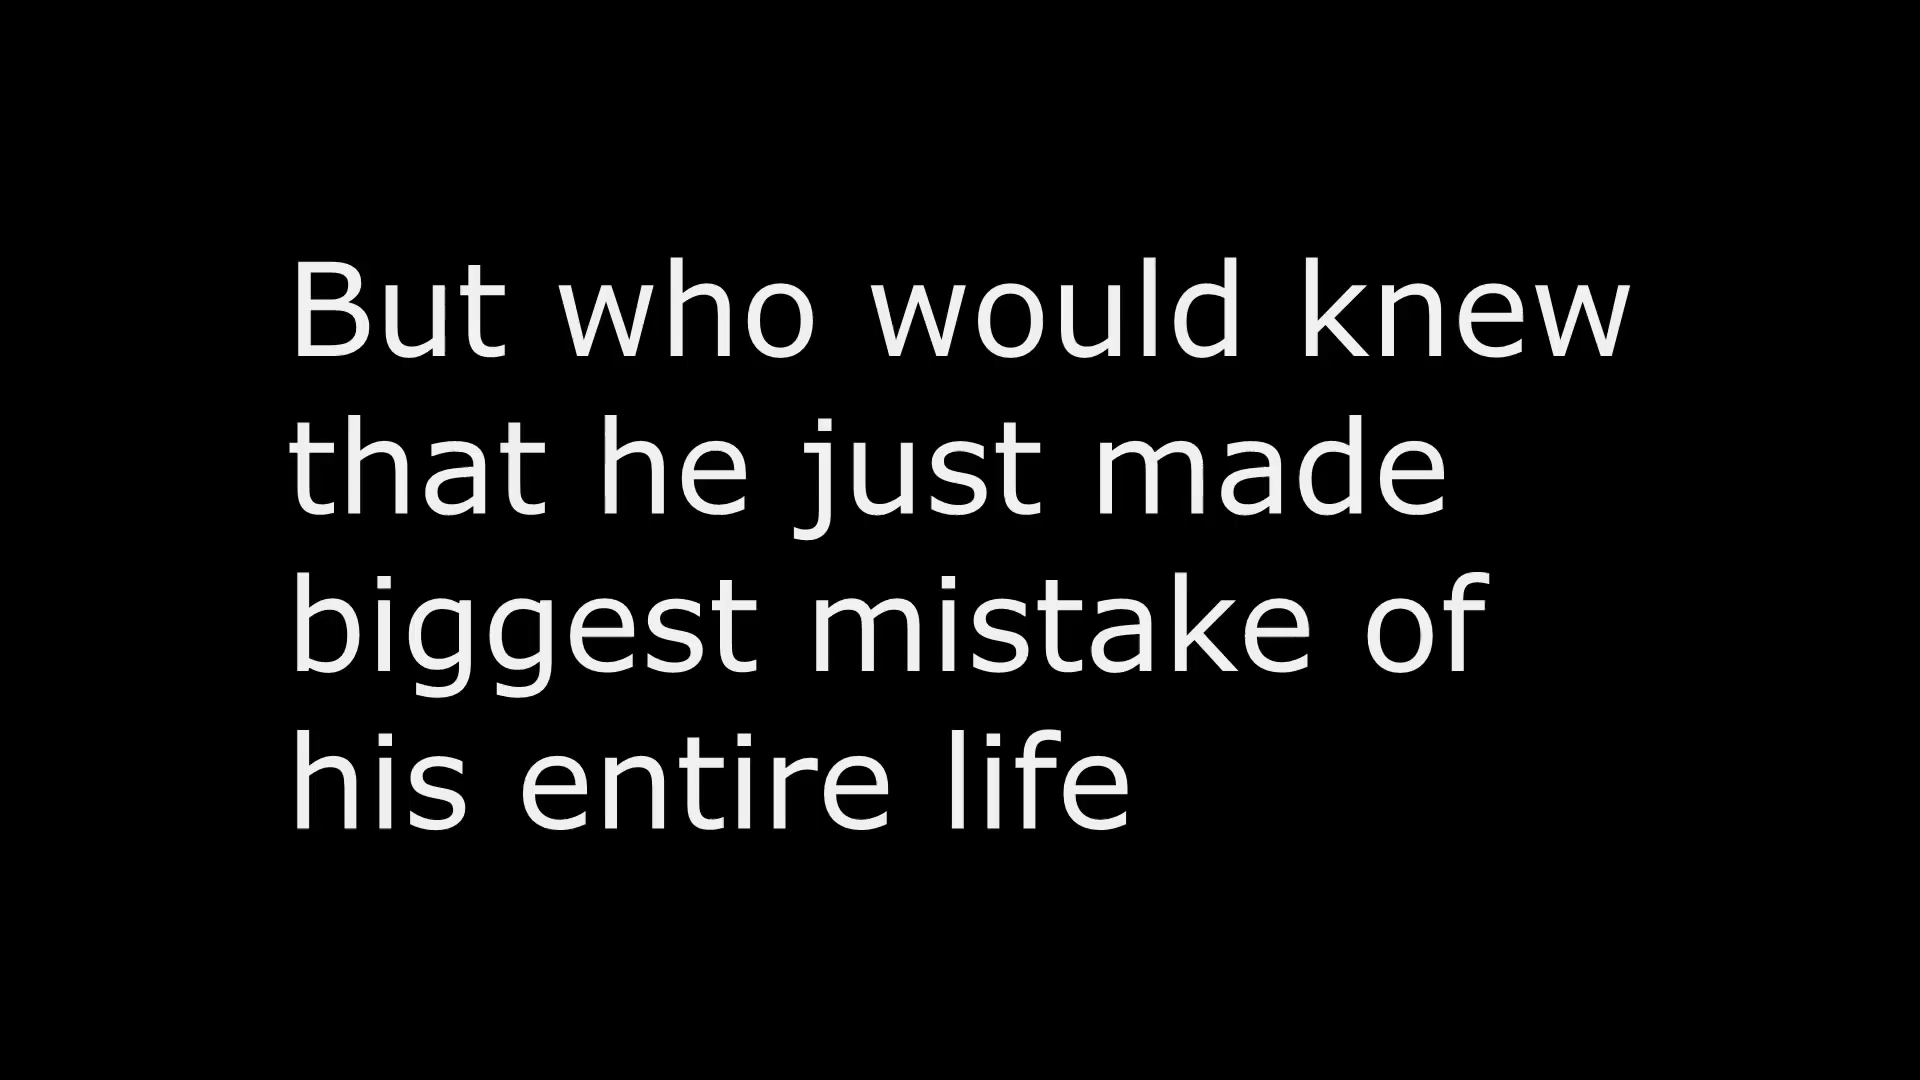 But who would knew
that he just made
biggest mistake of
his entire life